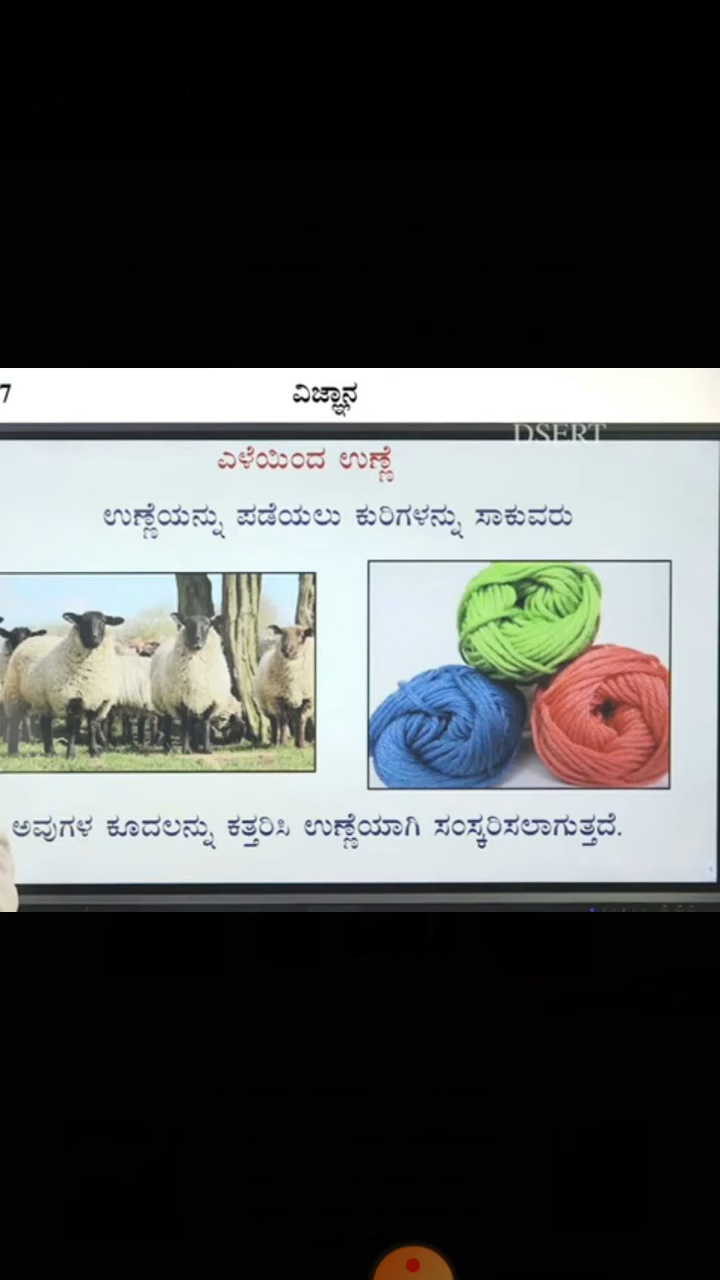 7 ವಿಜ್ಞಾನ
DSERT
ಎಳೆಯಿಂದ ಉಣ್ಣೆ
ಉಣ್ಣೆಯನ್ನು ಪಡೆಯಲು ಕುರಿಗಳನ್ನು ಸಾಕುವರು
ಅವುಗಳ ಕೂದಲನ್ನು ಕತ್ತರಿಸಿ ಉಣ್ಣೆಯಾಗಿ ಸಂಸ್ಕರಿಸಲಾಗುತ್ತದೆ.